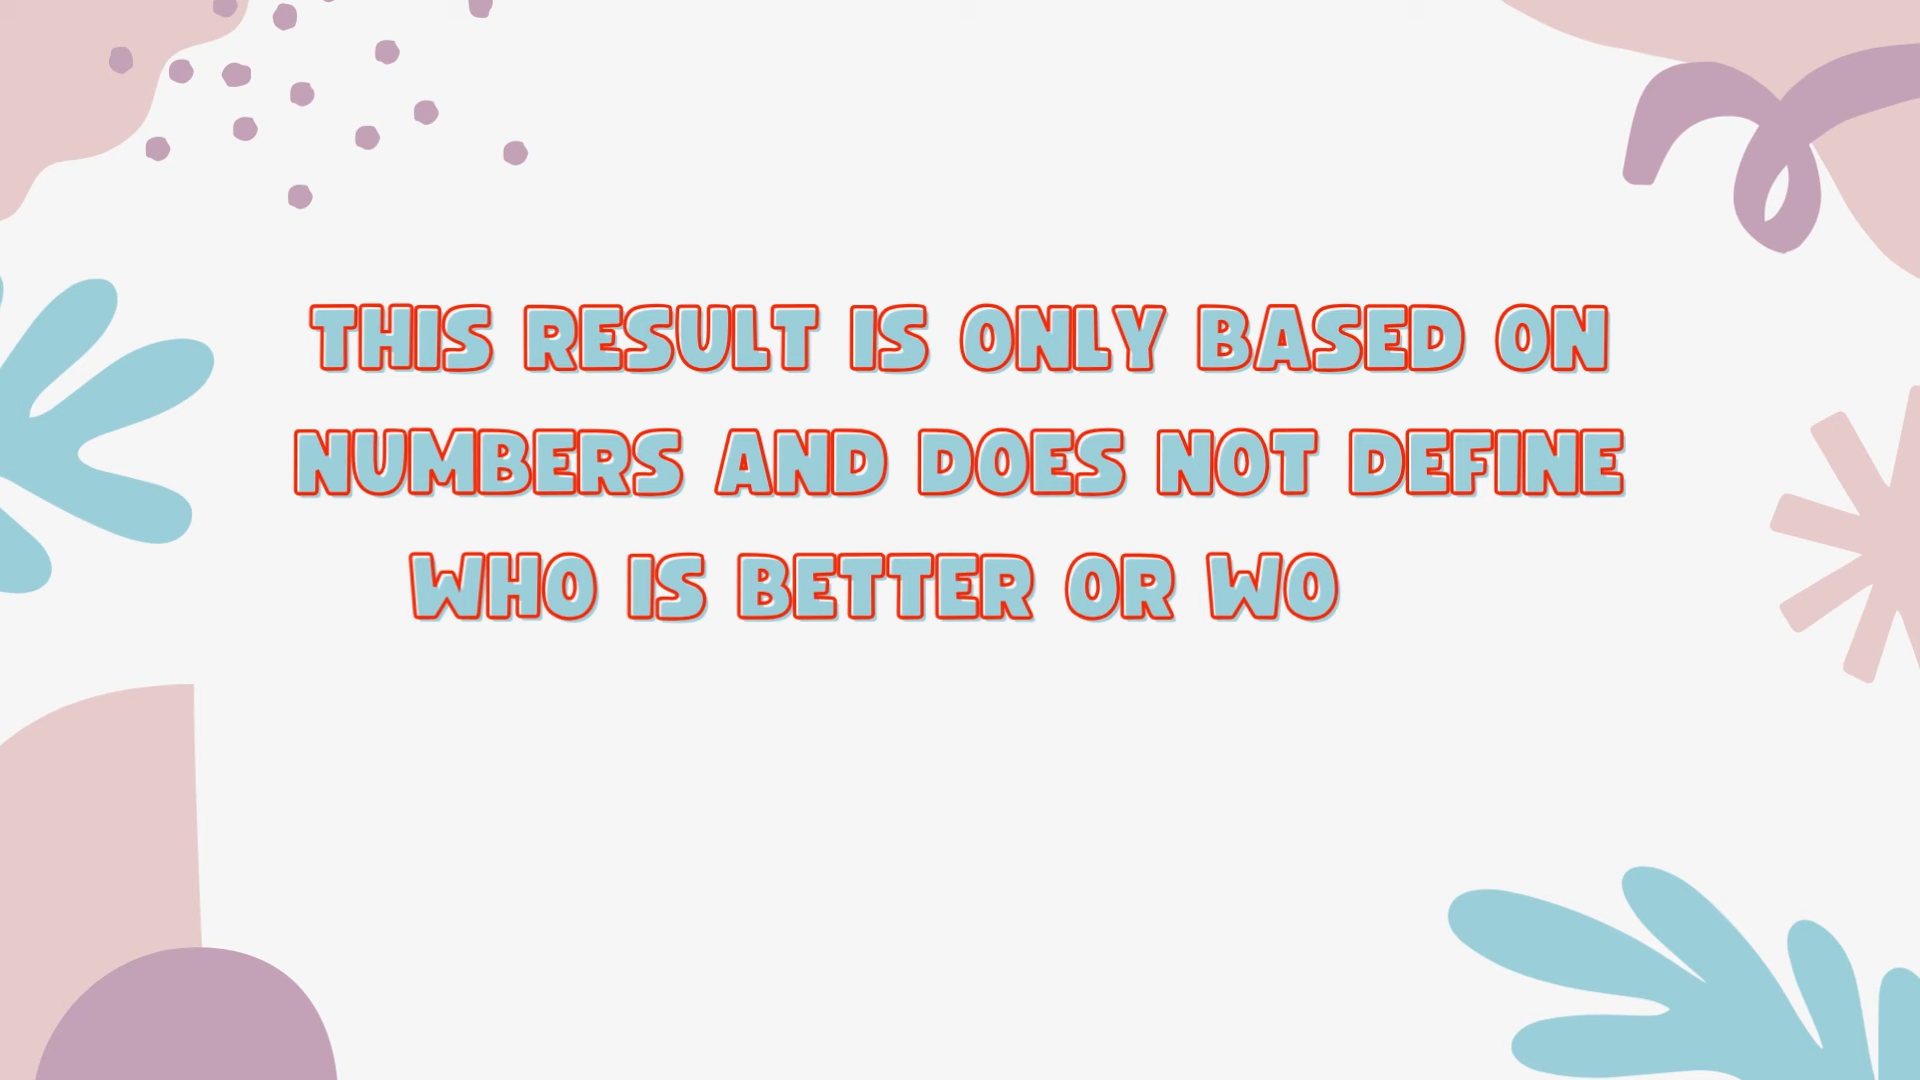 THIS RESULT IS ONLY BASED ON
NUMBERS AND DOES NOT DEFINE
WHO IS BETTER OR WO